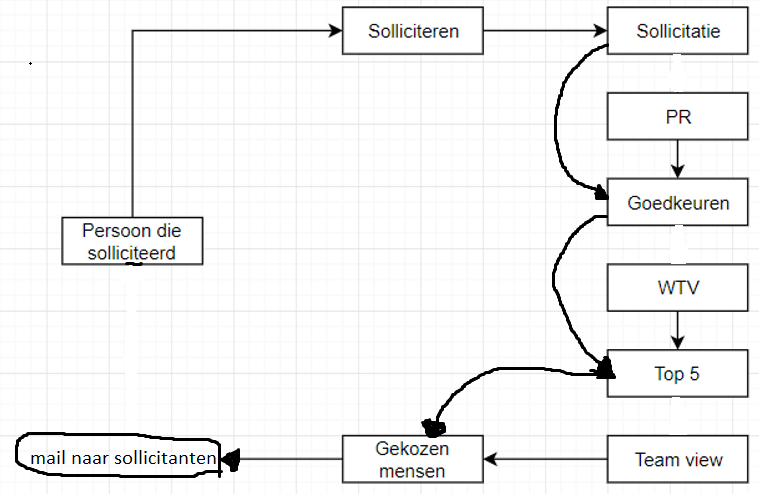 Solliciteren
Sollicitatie
PR
Goedkeuren
Persoon die
solliciteerd
WTV
Top 5
mail naar sollicitanten
Gekozen
mensen
Team view